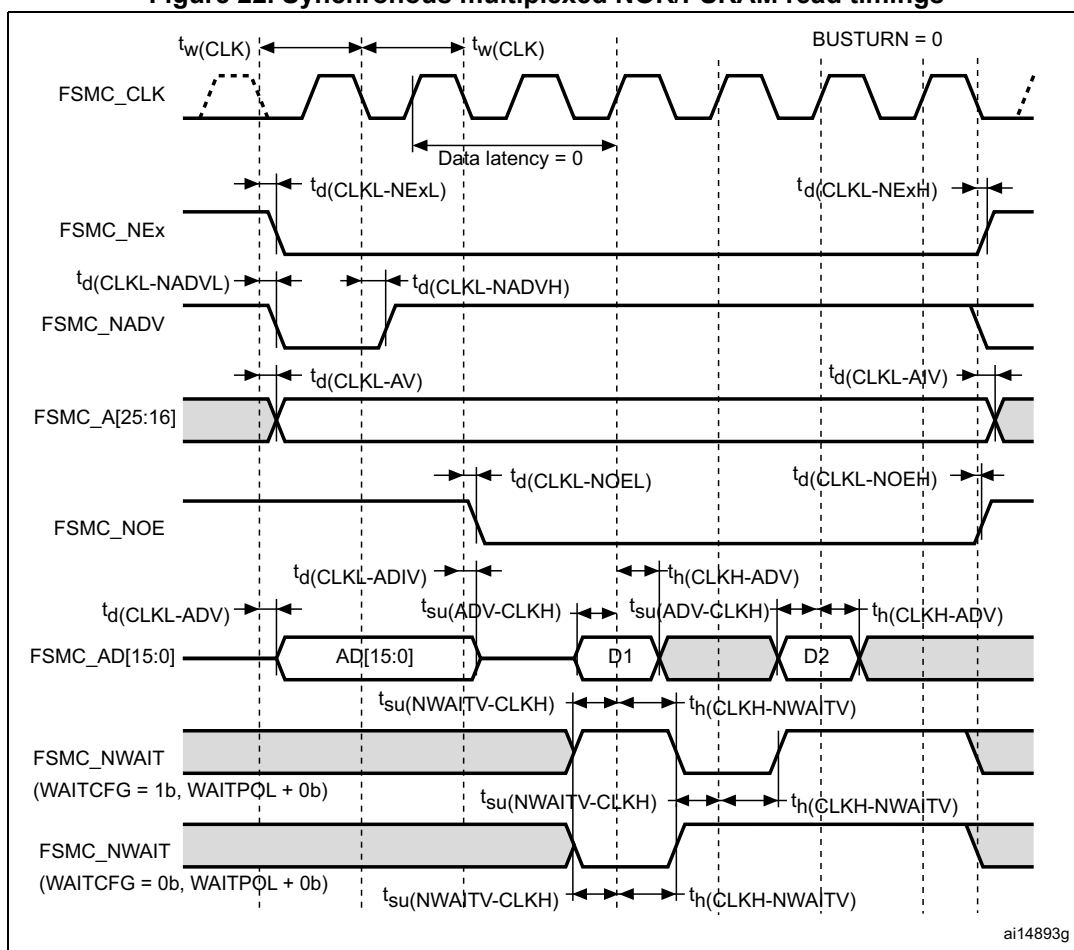 Figure 22. Synchronous multiplexed NOR/PSRAM read timings
tw(CLK) tw(CLK) BUSTURN = 0
FSMC_CLK
Data latency = 0
td(CLKL-NExL) td(CLKL-NExH)
FSMC_NEx
td(CLKL-NADVL) td(CLKL-NADVH)
FSMC_NADV
td(CLKL-AV) td(CLKL-AIV)
FSMC_A[25:16]
td(CLKL-NOEL) td(CLKL-NOEH)
FSMC_NOE
td(CLKL-ADIV) th(CLKH-ADV)
td(CLKL-ADV) tsu(ADV-CLKH) tsu(ADV-CLKH) th(CLKH-ADV)
FSMC_AD[15:0] AD[15:0] D1 D2
tsu(NWAITV-CLKH) th(CLKH-NWAITV)
FSMC_NWAIT
(WAITCFG = 1b, WAITPOL + 0b)
tsu(NWAITV-CLKH) th(CLKH-NWAITV)
FSMC_NWAIT
(WAITCFG = 0b, WAITPOL + 0b)
tsu(NWAITV-CLKH) th(CLKH-NWAITV)
ai14893g